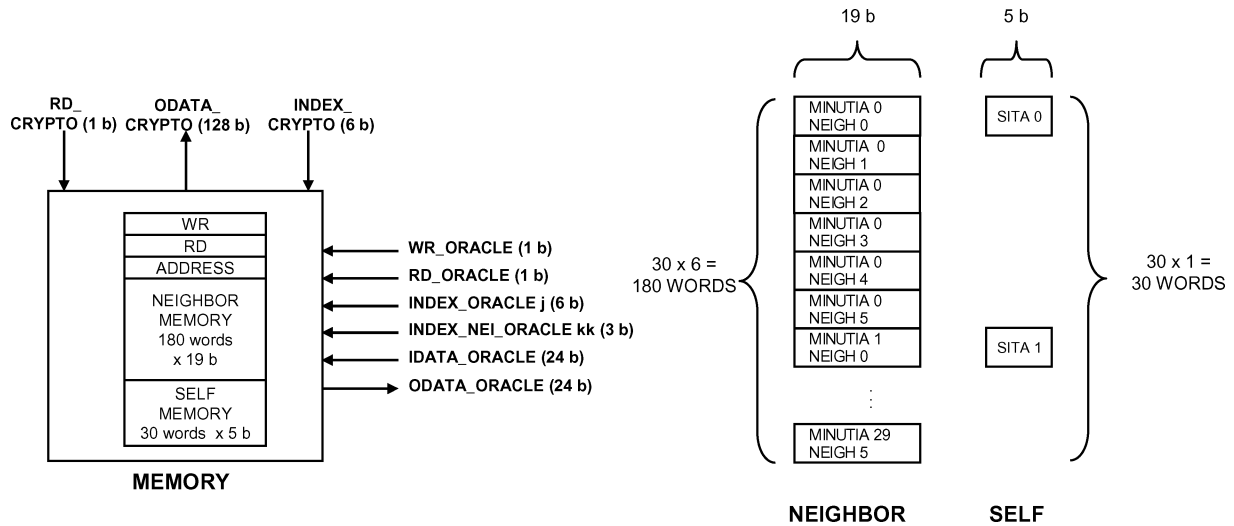 RD_
CRYPTO (1 b)
ODATA_
CRYPTO (128 b)
INDEX_
CRYPTO (6 b)
WR
RD
ADDRESS
NEIGHBOR
MEMORY
180 words
x 19 b
SELF
MEMORY
30 words x 5 b
WR_ORACLE (1 b)
RD_ORACLE (1 b)
INDEX_ORACLE j (6 b)
INDEX_NEI_ORACLE kk (3 b)
IDATA_ORACLE (24 b)
ODATA_ORACLE (24 b)
MEMORY
19 b
5 b
30 x 6 =
180 WORDS
MINUTIA 0
NEIGH 0
MINUTIA 0
NEIGH 1
MINUTIA 0
NEIGH 2
MINUTIA 0
NEIGH 3
MINUTIA 0
NEIGH 4
MINUTIA 0
NEIGH 5
MINUTIA 1
NEIGH 0
⋮
MINUTIA 29
NEIGH 5
SITA 0
SITA 1
30 x 1 =
30 WORDS
NEIGHBOR
SELF